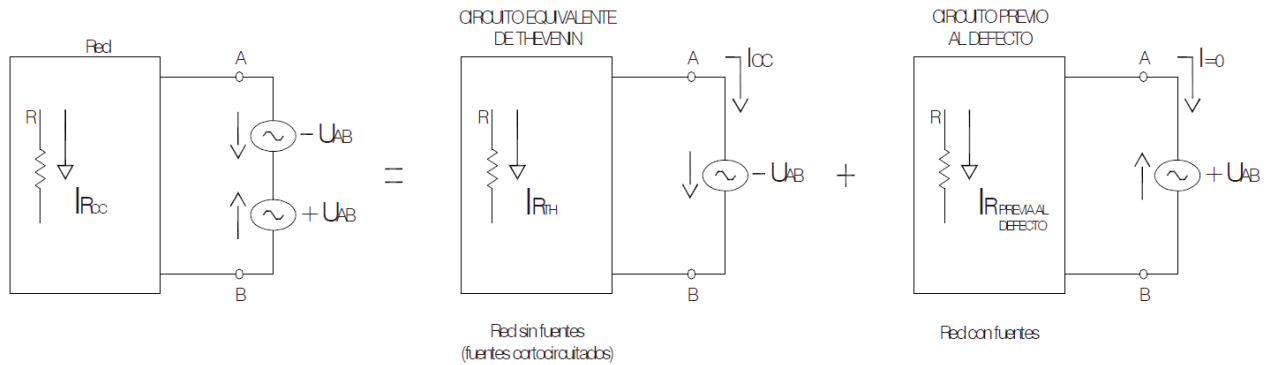 Red
A
R
IRCC
-UAB
+UAB
B
=
CIRCUITO EQUIVALENTE
DE THEVENIN
A
ICC
R
IRTH
-UAB
B
Red sin fuentes
(fuentes cortocircuitados)
+
CIRCUITO PREVIO
AL DEFECTO
A
I=0
R
IR PREVIA AL
DEFECTO
+UAB
B
Red con fuentes